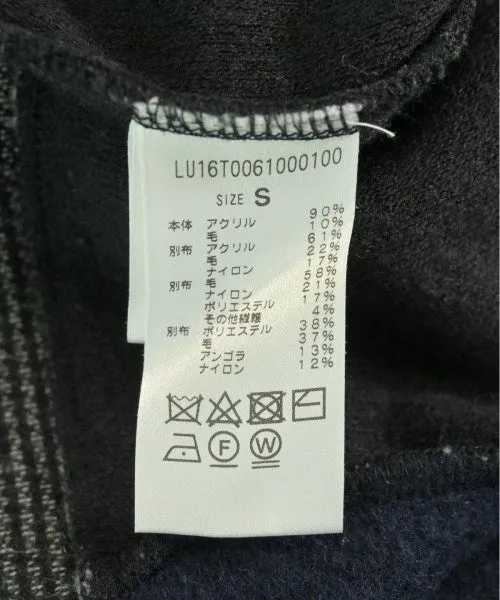 LU16T0061000100
SIZE S
本体 アクリル 90%
毛 10%
別布 アクリル 61%
毛 22%
ナイロン 17%
別布 毛 58%
ナイロン 21%
ポリエステル 17%
その他繊維 4%
別布 ポリエステル 38%
毛 37%
アンゴラ 13%
ナイロン 12%
F W